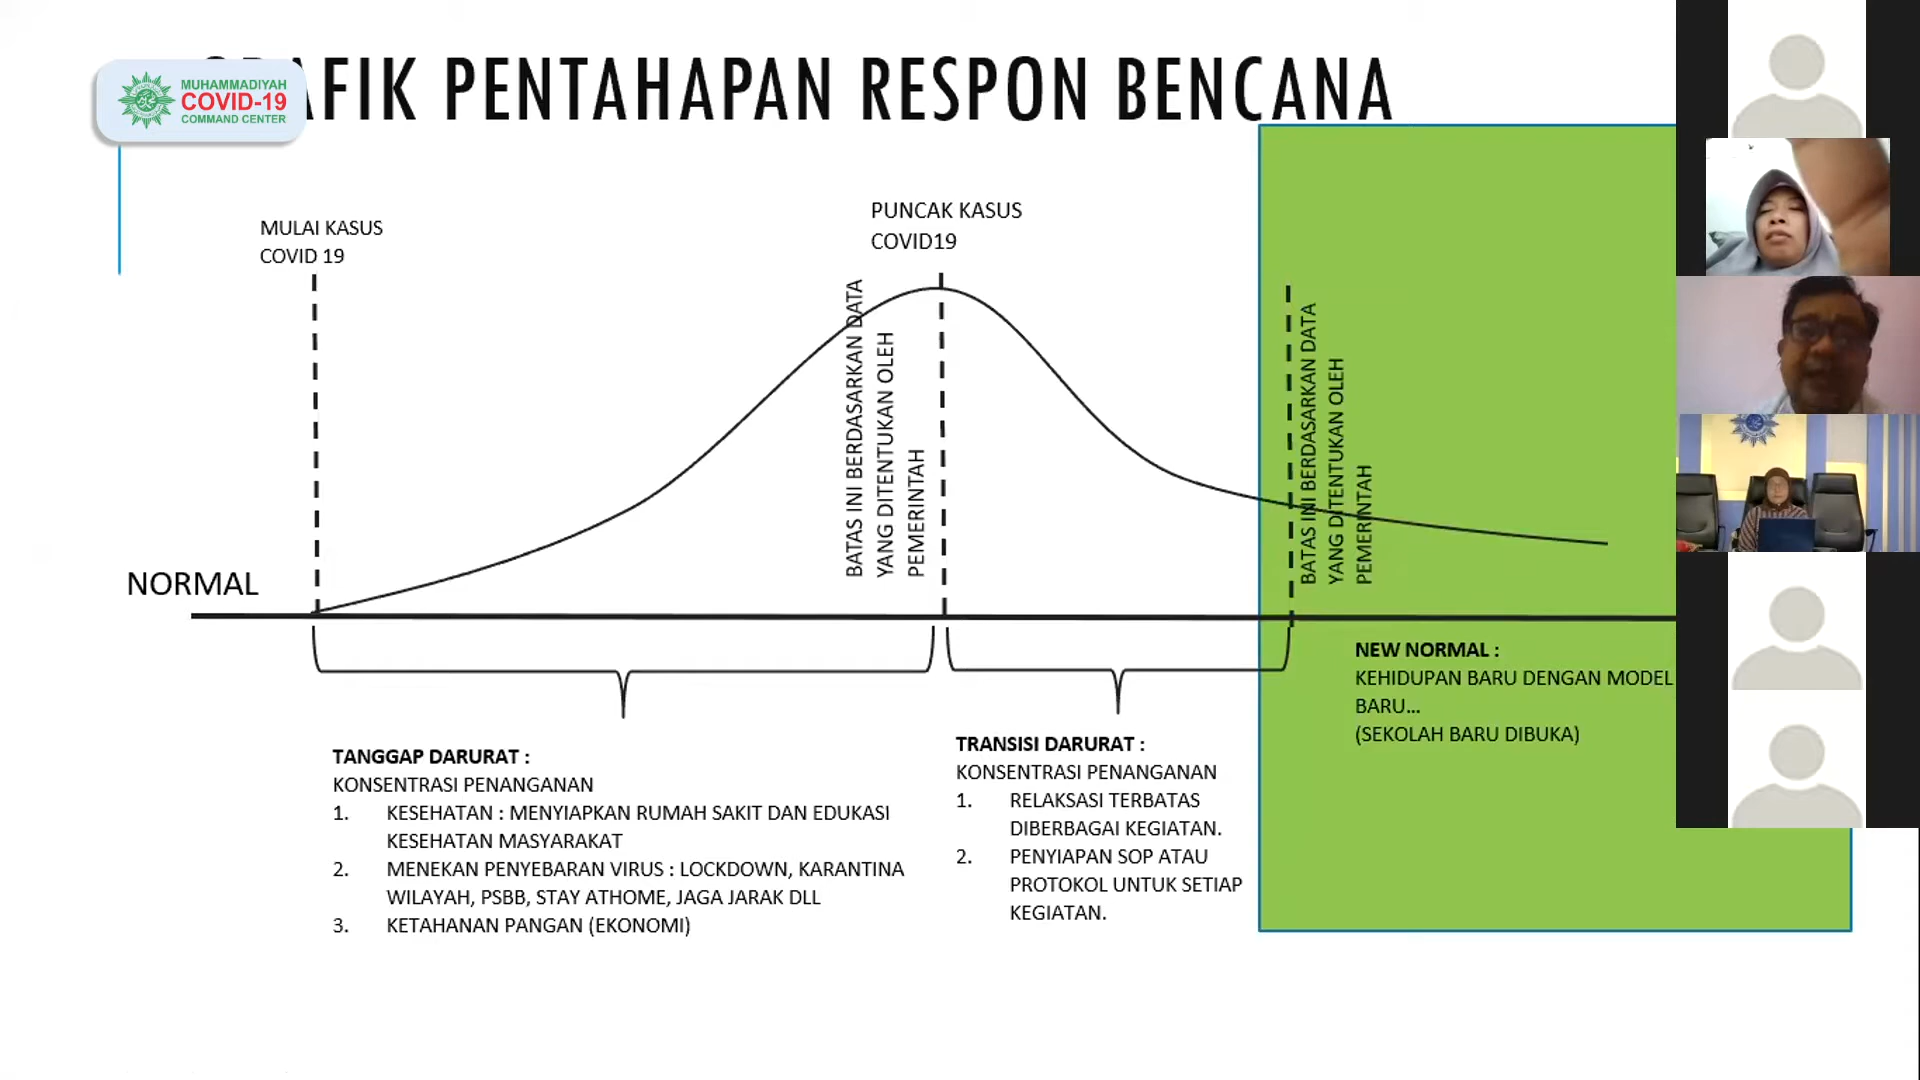 PENTAHAPAN RESPON BENCANA
MUHAMMADIYAH
COVID-19
COMMAND CENTER
MULAI KASUS
COVID 19
PUNCAK KASUS
COVID19
BATAS INI BERDASARKAN DATA
YANG DITENTUKAN OLEH
PEMERINTAH
BATAS INI BERDASARKAN DATA
YANG DITENTUKAN OLEH
PEMERINTAH
NORMAL
NEW NORMAL :
KEHIDUPAN BARU DENGAN MODEL
BARU...
(SEKOLAH BARU DIBUKA)
TANGGAP DARURAT :
KONSENTRASI PENANGANAN
1. KESEHATAN : MENYIAPKAN RUMAH SAKIT DAN EDUKASI
KESEHATAN MASYARAKAT
2. MENEKAN PENYEBARAN VIRUS : LOCKDOWN, KARANTINA
WILAYAH, PSBB, STAY ATHOME, JAGA JARAK DLL
3. KETAHANAN PANGAN (EKONOMI)
TRANSISI DARURAT :
KONSENTRASI PENANGANAN
1. RELAKSASI TERBATAS
DIBERBAGAI KEGIATAN.
2. PENYIAPAN SOP ATAU
PROTOKOL UNTUK SETIAP
KEGIATAN.